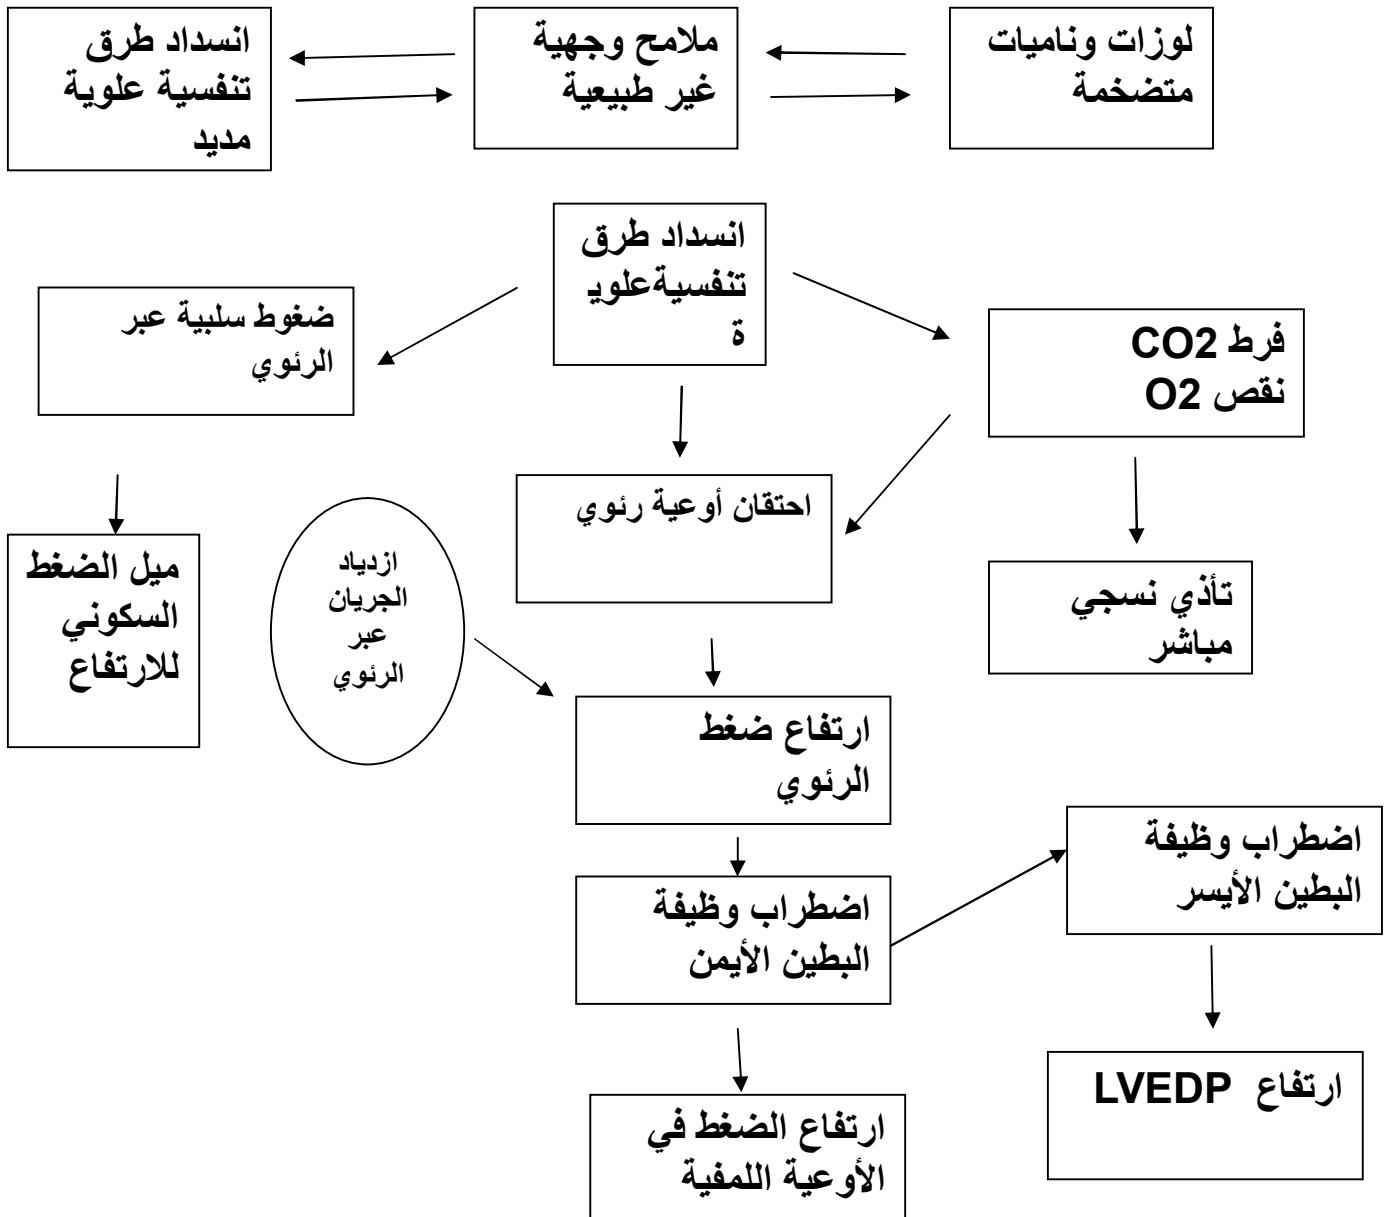 لوزات وناميات
متضخمة
ملامح وجهية
غير طبيعية
انسداد طرق
تنفسية علوية
مديد
انسداد طرق
تنفسيةعلويـ
ة
ضغوط سلبية عبر
الرئوي
فرط CO2
نقص O2
احتقان أوعية رئوي
ازدياد
الجريان
عبر
الرئوي
ميل الضغط
السكوني
للارتفاع
تأذي نسجي
مباشر
ارتفاع ضغط
الرئوي
اضطراب وظيفة
البطين الأيسر
اضطراب وظيفة
البطين الأيمن
ارتفاع LVEDP
ارتفاع الضغط في
الأوعية اللمفية